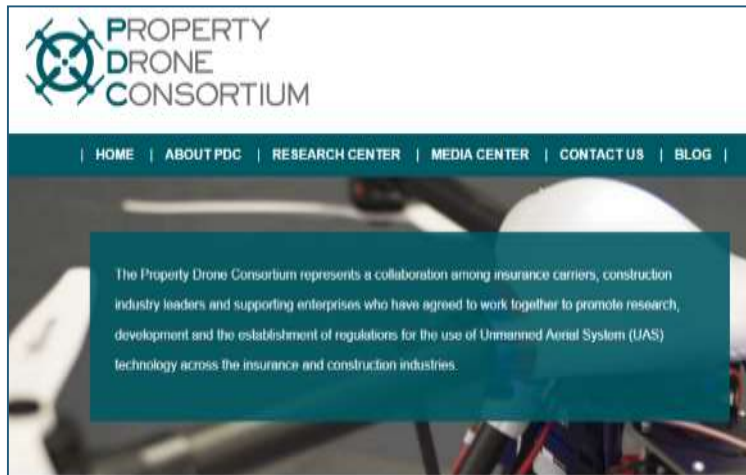 PROPERTY
DRONE
CONSORTIUM
| HOME | ABOUT PDC | RESEARCH CENTER | MEDIA CENTER | CONTACT US | BLOG |
The Property Drone Consortium represents a collaboration among insurance carriers, construction
industry leaders and supporting enterprises who have agreed to work together to promote research,
development and the establishment of regulations for the use of Unmanned Aerial System (UAS)
technology across the insurance and construction industries.